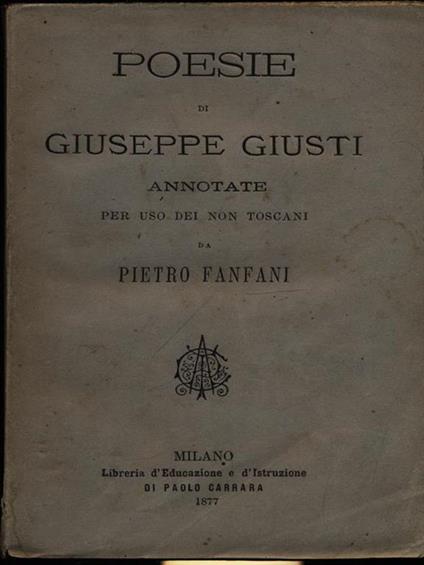 POESIE
DI
GIUSEPPE GIUSTI
ANNOTATE
PER USO DEI NON TOSCANI
DA
PIETRO FANFANI
MILANO
Libreria d'Educazione e d'Istruzione
DI PAOLO CARRARA
1877